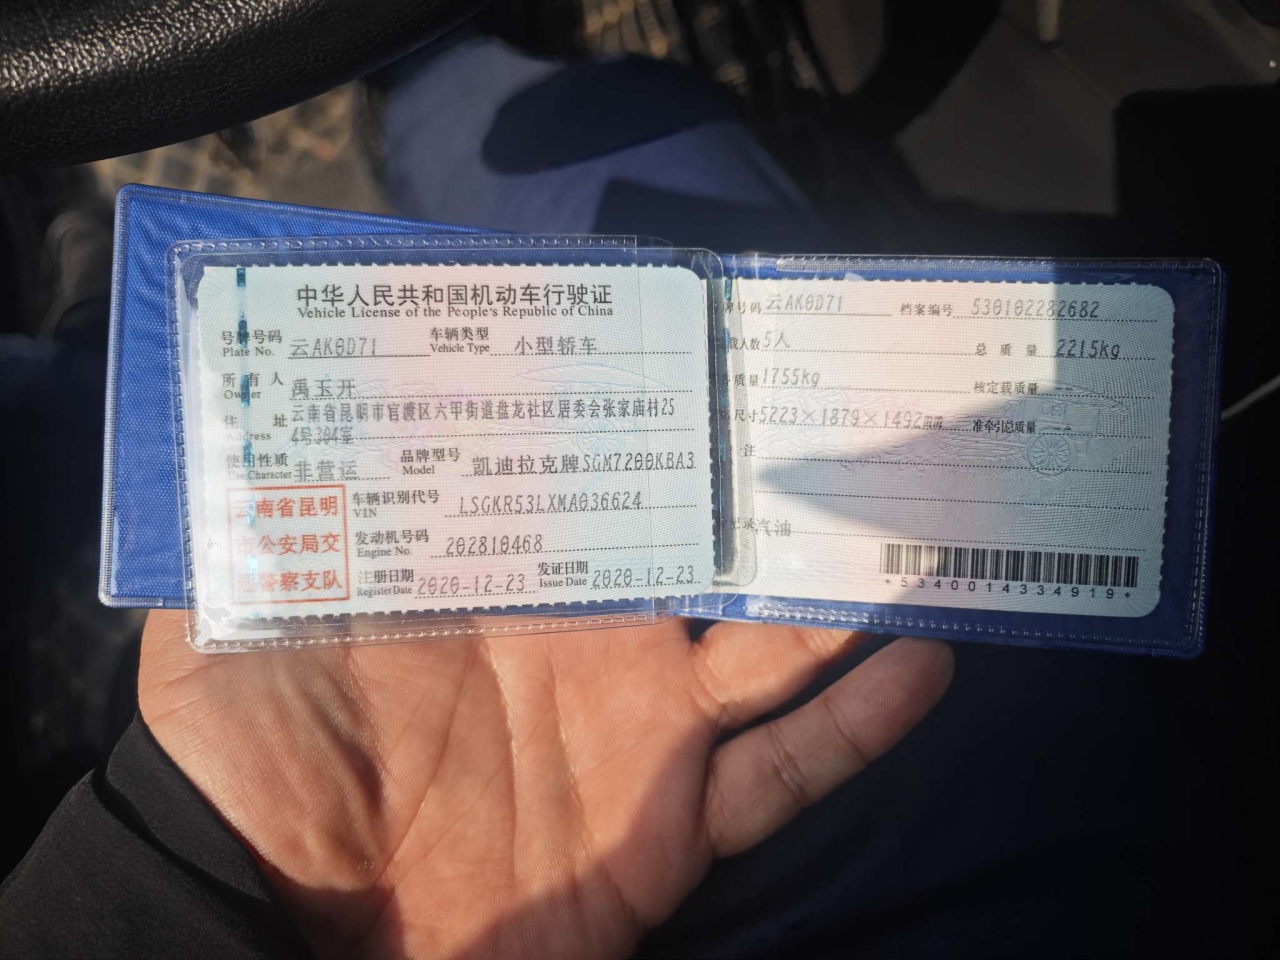 中华人民共和国机动车行驶证
Vehicle License of the People's Republic of China
号牌号码 云AK0D71 车辆类型 小型轿车
Plate No. Vehicle Type
所有人 禹玉开
Owner
住址 云南省昆明市官渡区六甲街道盘龙社区居委会张家庙村25
Address 4号304室
使用性质 非营运 品牌型号 凯迪拉克牌SGM7200KBA3
Use Character Model
云南省昆明
市公安局交
通警察支队
车辆识别代号 LSGKR53LXMA036624
VIN
发动机号码 202810468
Engine No.
注册日期 2020-12-23 发证日期 2020-12-23
Register Date Issue Date
牌号码 云AK0D71 档案编号 530102282682
载人数 5人 总质量 2215kg
质量 1755kg 核定载质量 --
尺寸 5223×1879×1492mm 准牵引总质量 --
注
记录 汽油
*5340014334919*